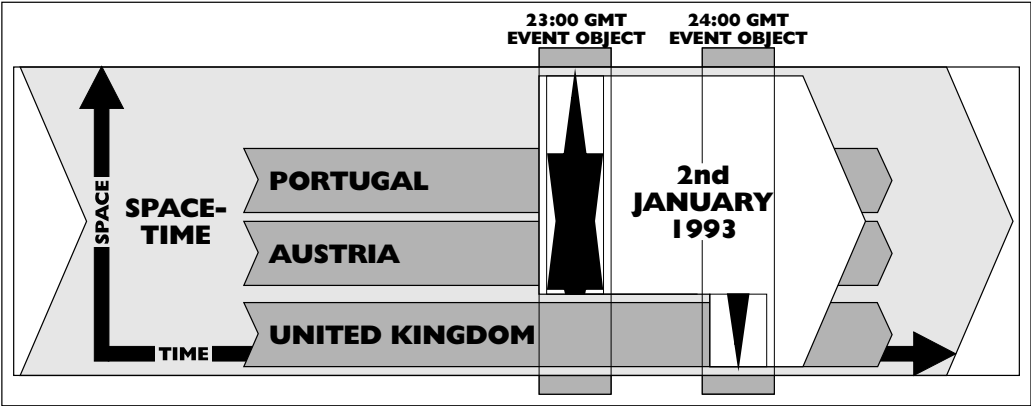 23:00 GMT
EVENT OBJECT
24:00 GMT
EVENT OBJECT
SPACE
SPACE-
TIME
PORTUGAL
AUSTRIA
UNITED KINGDOM
2nd
JANUARY
1993
TIME